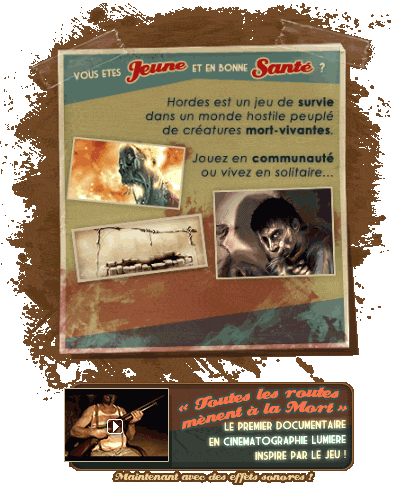 VOUS ETES Jeune ET EN BONNE Santé ?
Hordes est un jeu de survie
dans un monde hostile peuplé
de créatures mort-vivantes.
Jouez en communauté
ou vivez en solitaire...
« Toutes les routes
mènent à la Mort »
LE PREMIER DOCUMENTAIRE
EN CINEMATOGRAPHIE LUMIERE
INSPIRE PAR LE JEU !
Maintenant avec des effets sonores !